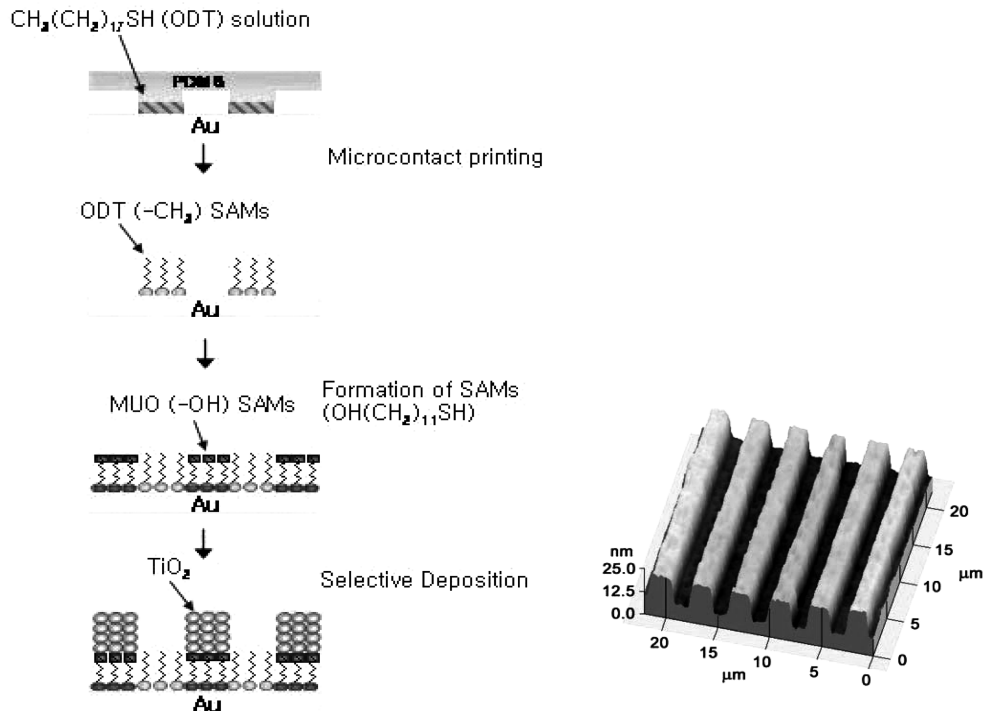 CH₃(CH₂)₁₇SH (ODT) solution
PDMS
Au
Microcontact printing
ODT (-CH₃) SAMs
Au
Formation of SAMs
(OH(CH₂)₁₁SH)
MUO (-OH) SAMs
Au
TiO₂
Selective Deposition
Au
nm
25.0
12.5
0.0
20
15
10
5
0
μm
20
15
10
5
0
μm